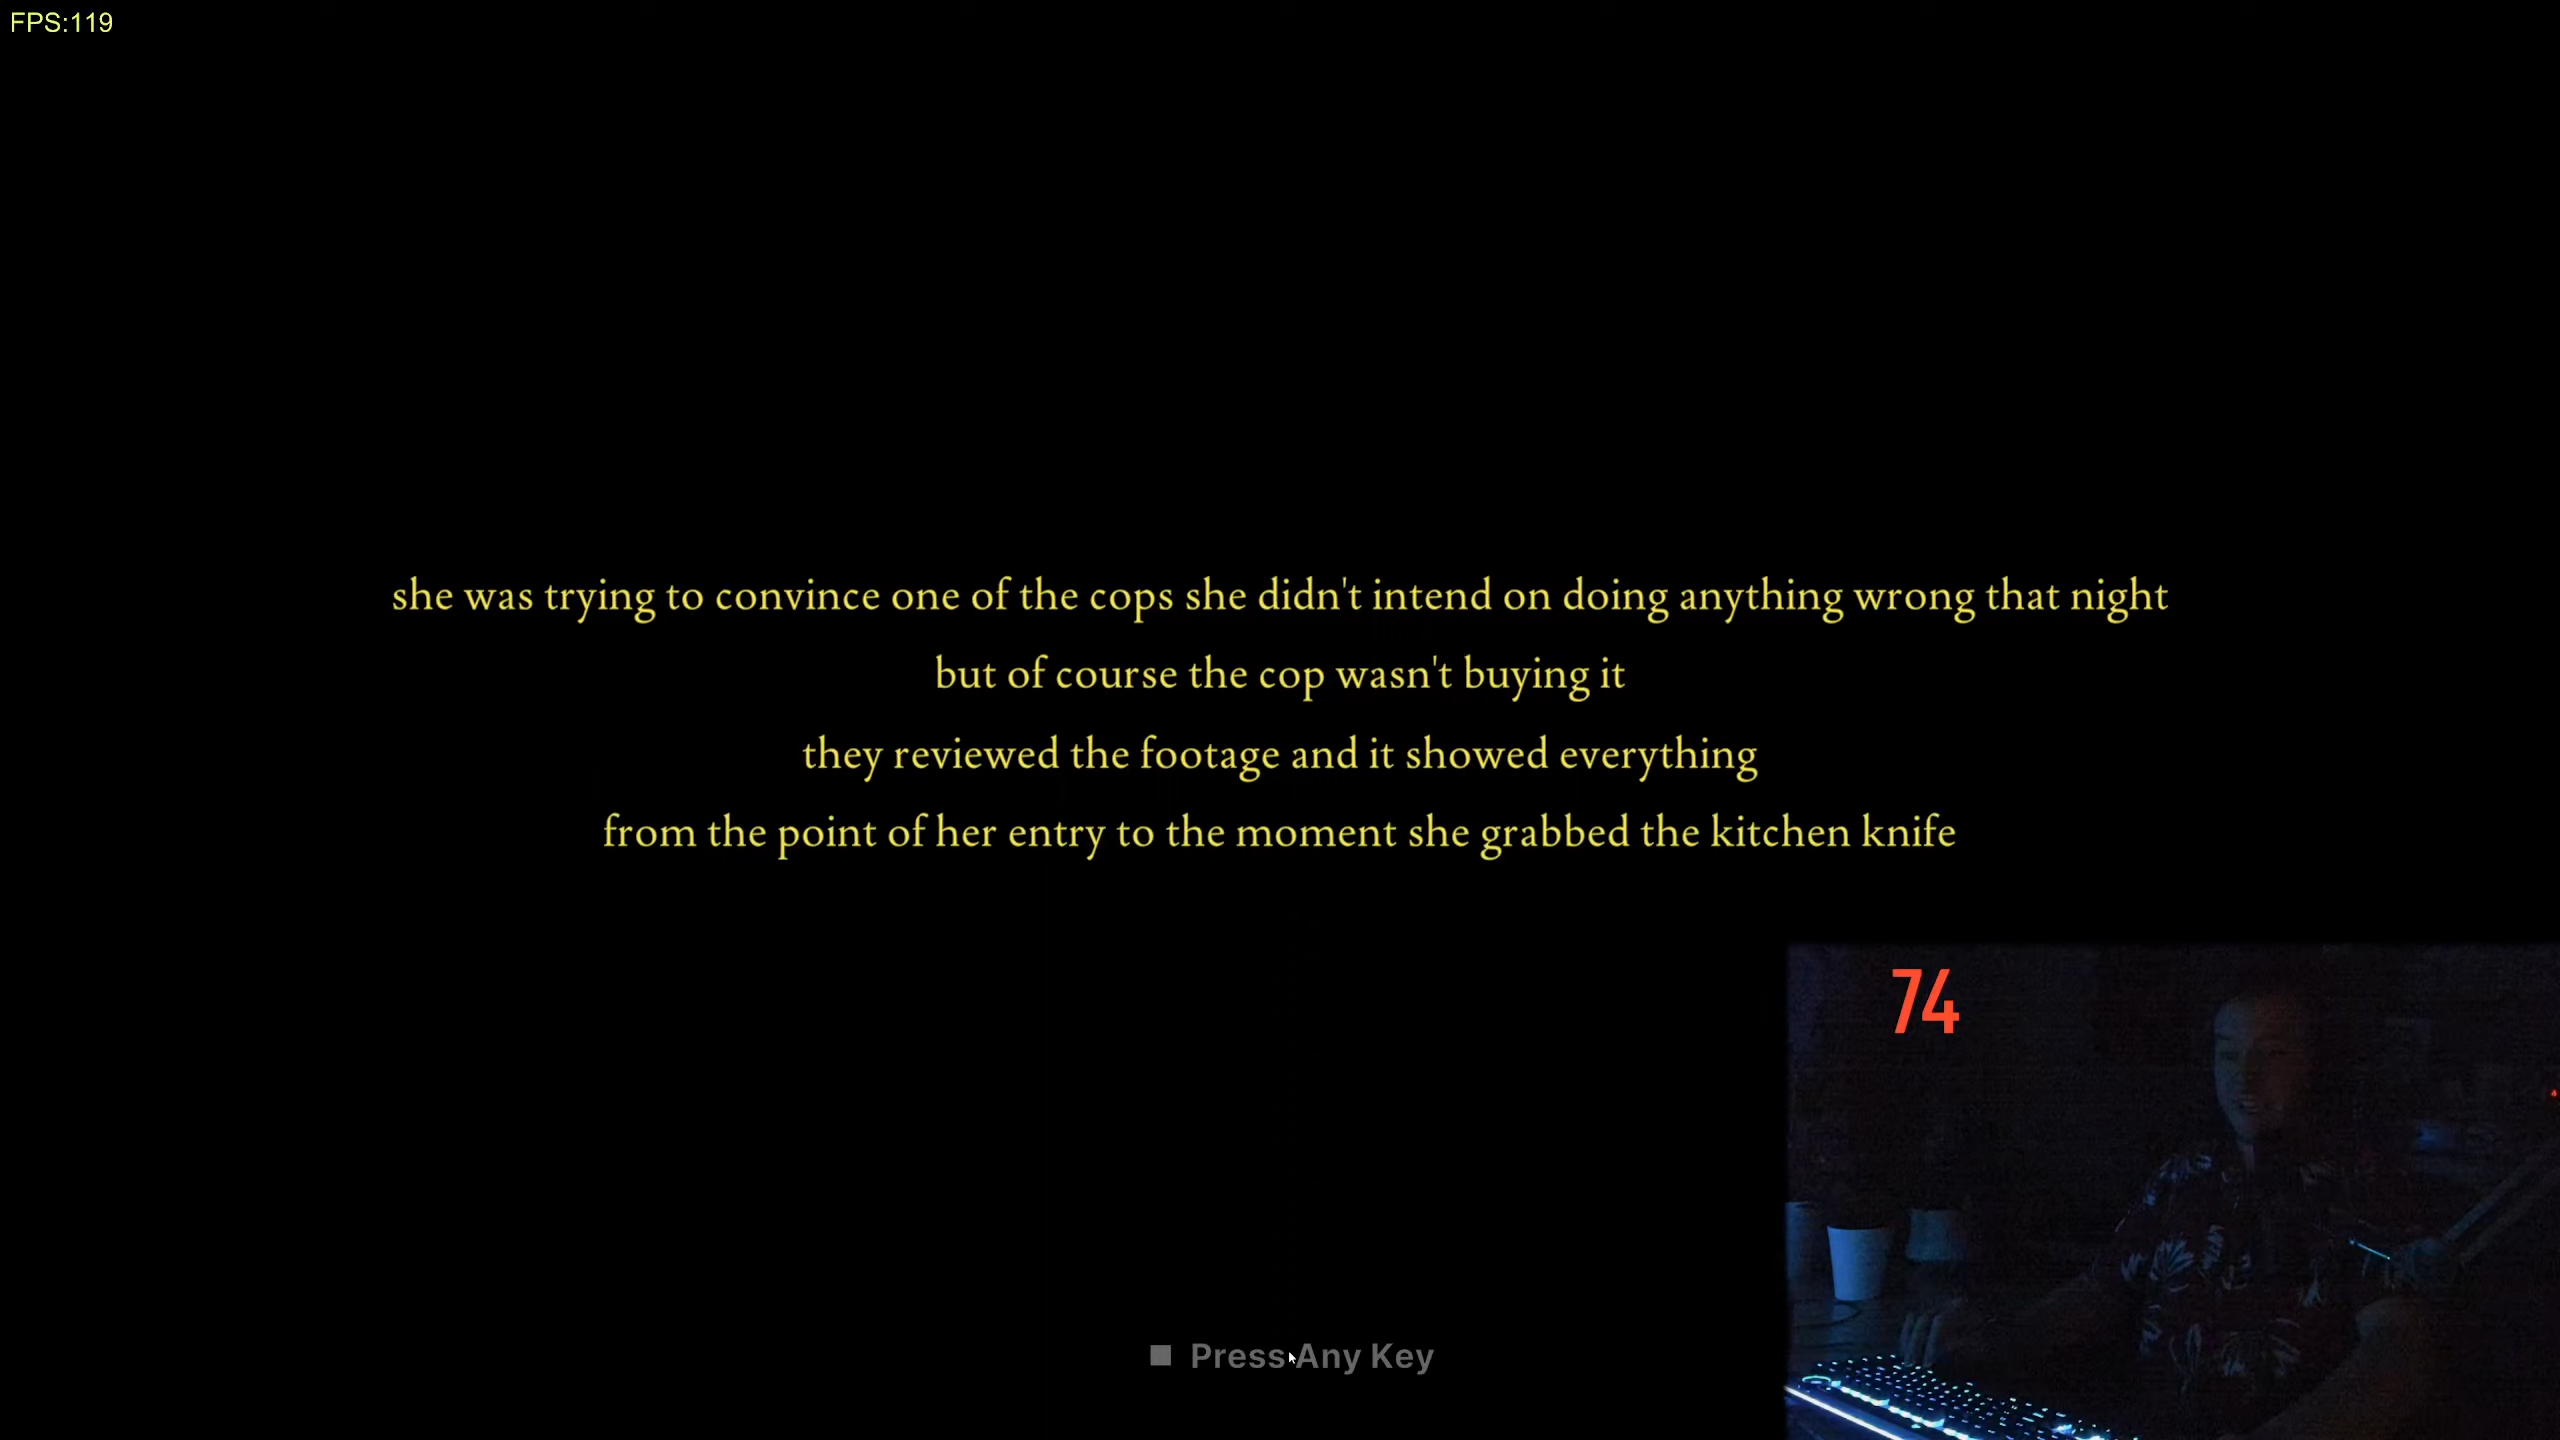 FPS:119
she was trying to convince one of the cops she didn't intend on doing anything wrong that night
but of course the cop wasn't buying it
they reviewed the footage and it showed everything
from the point of her entry to the moment she grabbed the kitchen knife
74
Press Any Key